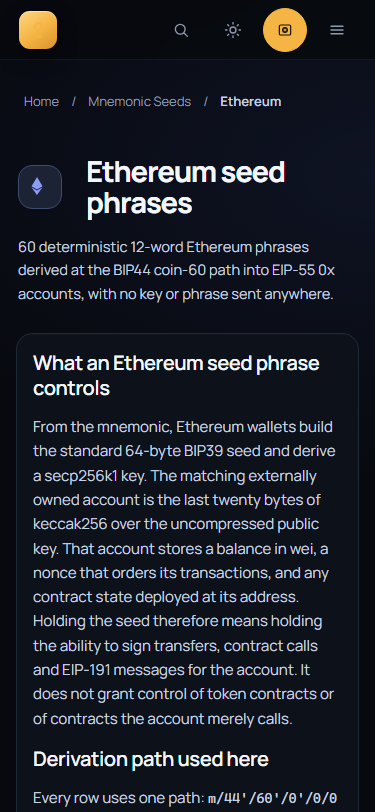 Home / Mnemonic Seeds / Ethereum
Ethereum seed
phrases
60 deterministic 12-word Ethereum phrases
derived at the BIP44 coin-60 path into EIP-55 0x
accounts, with no key or phrase sent anywhere.
What an Ethereum seed phrase
controls
From the mnemonic, Ethereum wallets build
the standard 64-byte BIP39 seed and derive
a secp256k1 key. The matching externally
owned account is the last twenty bytes of
keccak256 over the uncompressed public
key. That account stores a balance in wei, a
nonce that orders its transactions, and any
contract state deployed at its address.
Holding the seed therefore means holding
the ability to sign transfers, contract calls
and EIP-191 messages for the account. It
does not grant control of token contracts or
of contracts the account merely calls.
Derivation path used here
Every row uses one path: m/44'/60'/0'/0/0